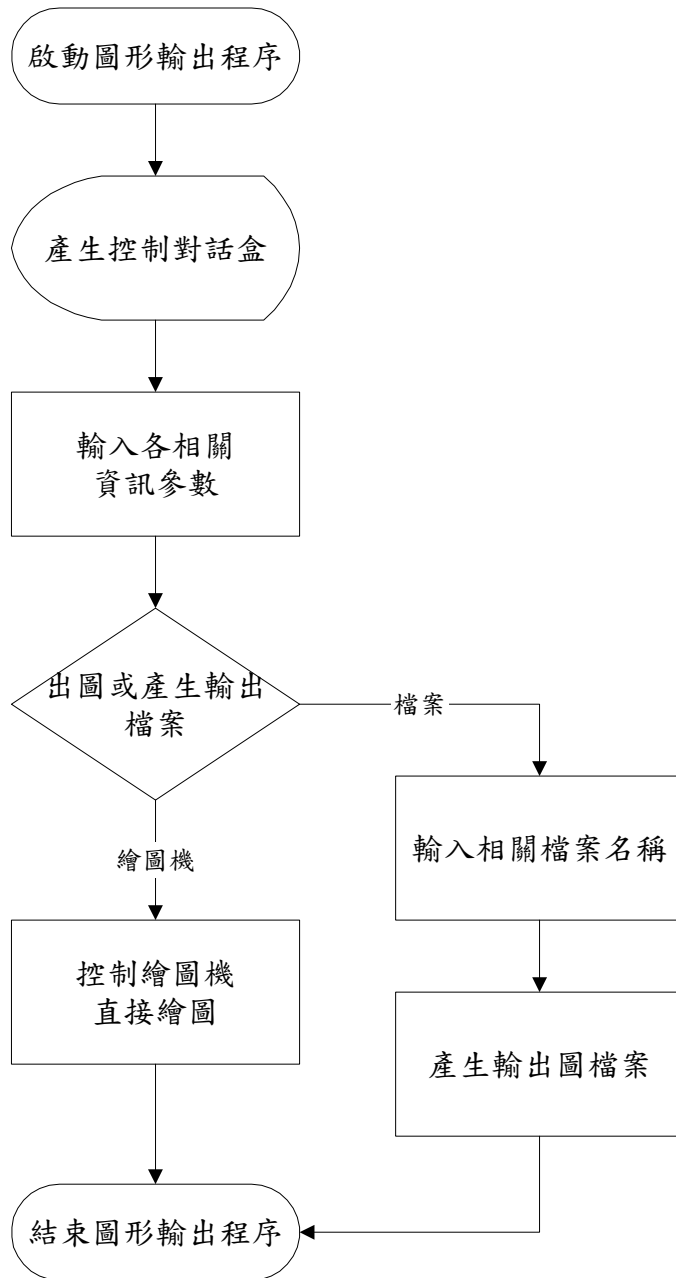 啟動圖形輸出程序
產生控制對話盒
輸入各相關
資訊參數
出圖或產生輸出
檔案
檔案
輸入相關檔案名稱
繪圖機
控制繪圖機
直接繪圖
產生輸出圖檔案
結束圖形輸出程序